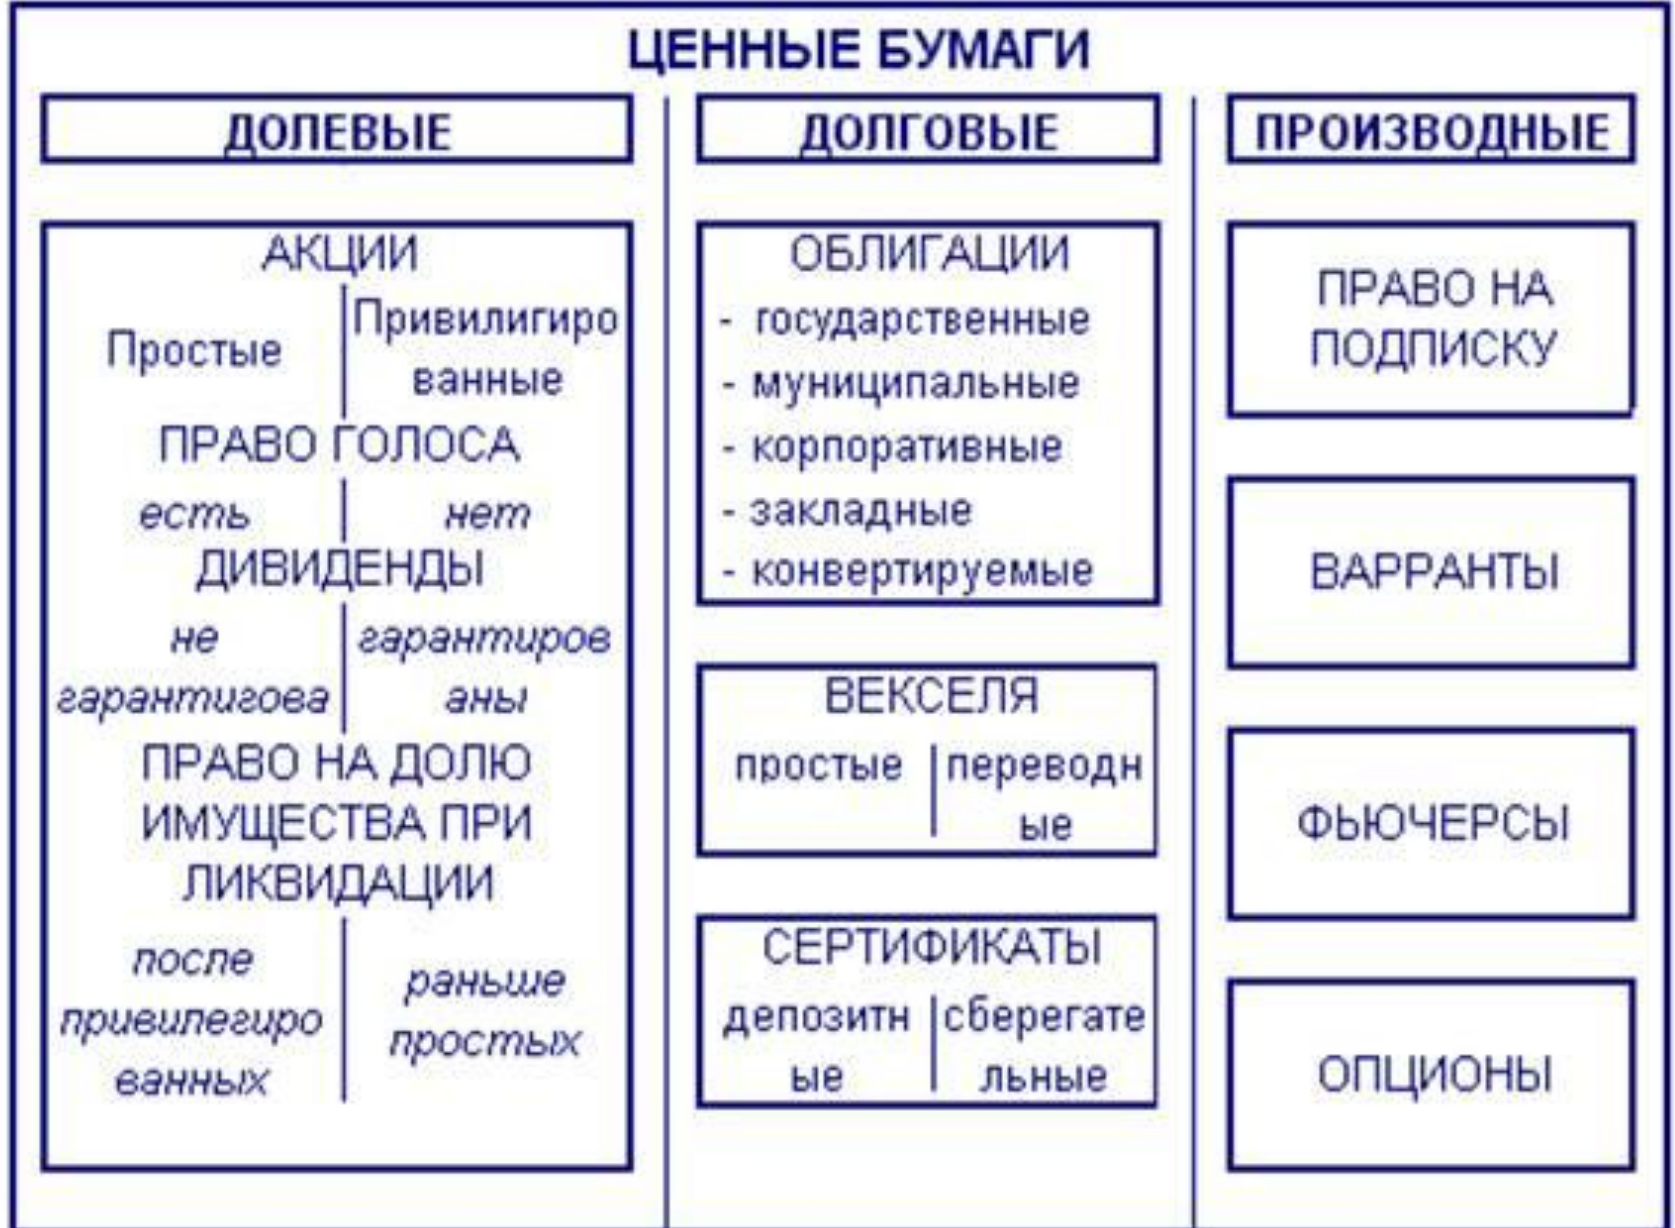 ЦЕННЫЕ БУМАГИ
ДОЛЕВЫЕ
АКЦИИ
Простые
Привилигиро
ванные
ПРАВО ГОЛОСА
есть
нет
ДИВИДЕНДЫ
не
гарантигова
гарантиров
аны
ПРАВО НА ДОЛЮ
ИМУЩЕСТВА ПРИ
ЛИКВИДАЦИИ
после
привилегиро
ванных
раньше
простых
ДОЛГОВЫЕ
ОБЛИГАЦИИ
- государственные
- муниципальные
- корпоративные
- закладные
- конвертируемые
ВЕКСЕЛЯ
простые
переводн
ые
СЕРТИФИКАТЫ
депозитн
ые
сберегате
льные
ПРОИЗВОДНЫЕ
ПРАВО НА
ПОДПИСКУ
ВАРРАНТЫ
ФЬЮЧЕРСЫ
ОПЦИОНЫ